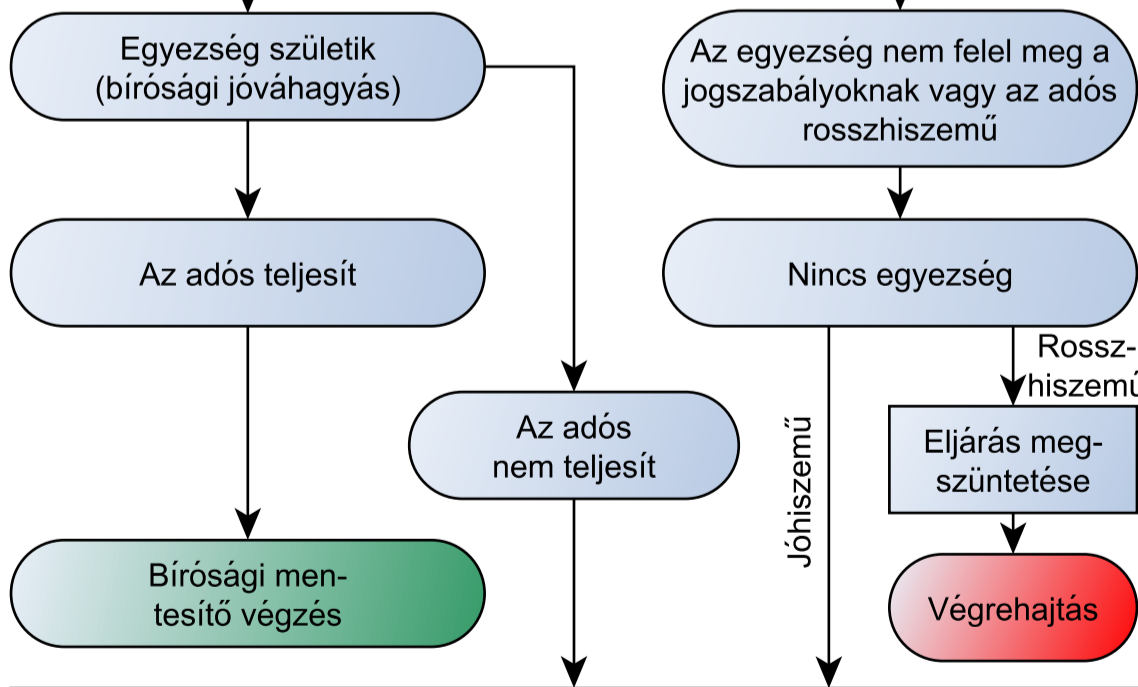 Egyezség születik
(bírósági jóváhagyás)
Az egyezség nem felel meg a
jogszabályoknak vagy az adós
rosszhiszemű
Az adós teljesít
Nincs egyezség
Rossz-
hiszemű
Az adós
nem teljesít
Jóhiszemű
Eljárás meg-
szüntetése
Bírósági men-
tesítő végzés
Végrehajtás